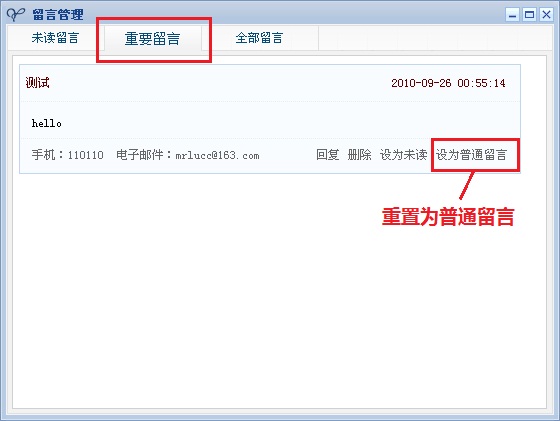 留言管理
未读留言 重要留言 全部留言
测试 2010-09-26 00:55:14
hello
手机：110110 电子邮件：mrlucc@163.com 回复 删除 设为未读 设为普通留言
重置为普通留言